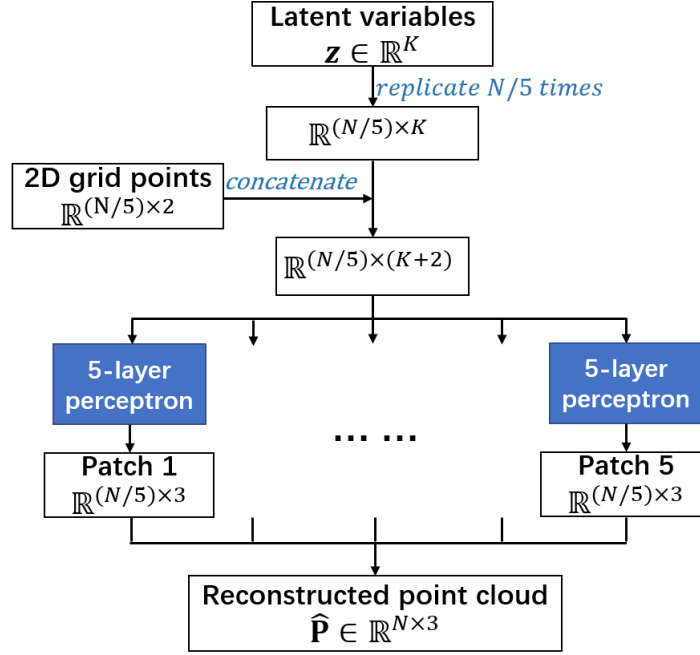 Latent variables
𝒛 ∈ ℝ^K
replicate N/5 times
ℝ^(N/5)×K
2D grid points
ℝ^(N/5)×2
concatenate
ℝ^(N/5)×(K+2)
5-layer
perceptron
5-layer
perceptron
... ...
Patch 1
ℝ^(N/5)×3
Patch 5
ℝ^(N/5)×3
Reconstructed point cloud
P̂ ∈ ℝ^N×3